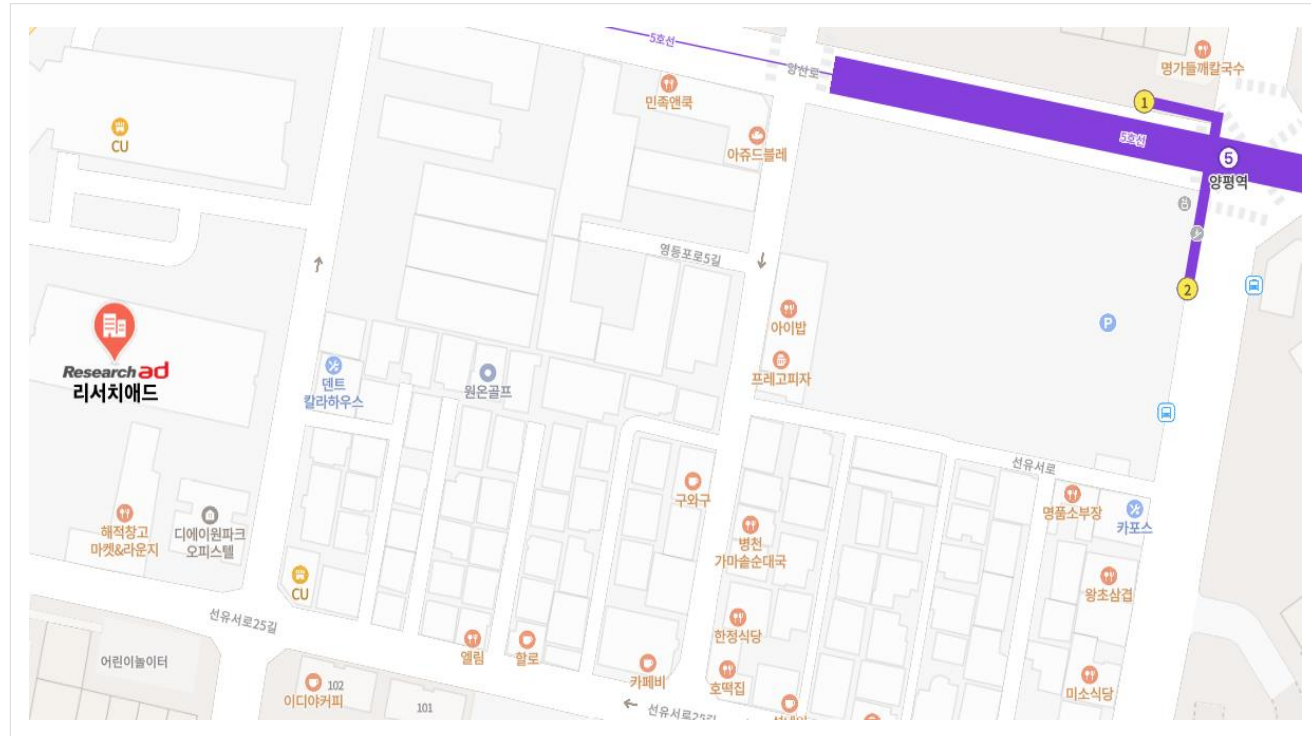 5호선
양산로
명가들깨칼국수
민족앤쿡
1
CU
아쥬드블레
5호선
5
양평역
영등포로5길
2
아이밥
P
Research ad
리서치애드
덴트
칼라하우스
원온골프
프레고피자
선유서로
구와구
명품소부장
카포스
해적창고
마켓&라운지
디에이원파크
오피스텔
병천
가마솥순대국
왕초삼겹
CU
선유서로25길
한정식당
어린이놀이터
엘림
할로
카페비
호떡집
미소식당
이디야커피
102
101
선유서로25길